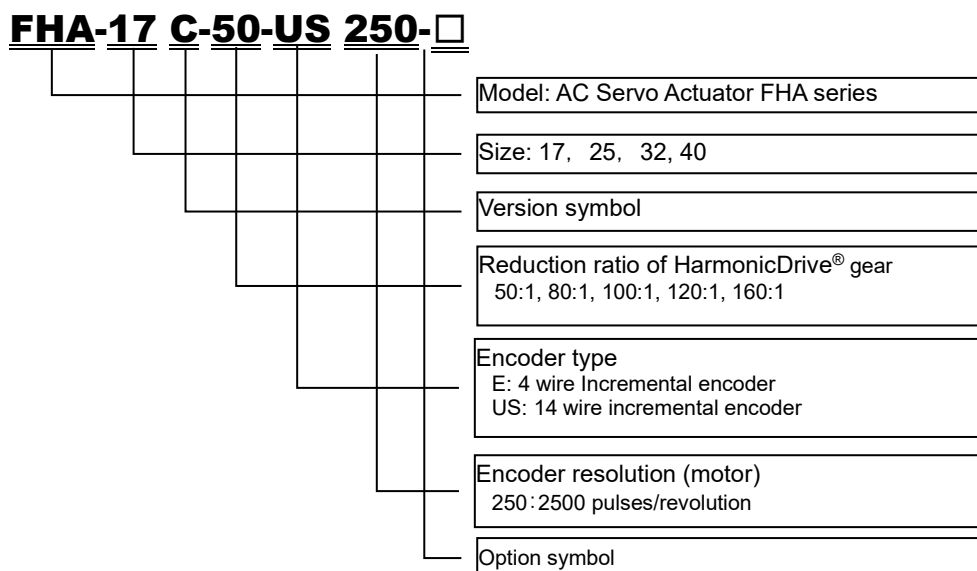 FHA-17 C-50-US 250-□
Model: AC Servo Actuator FHA series
Size: 17, 25, 32, 40
Version symbol
Reduction ratio of HarmonicDrive® gear
50:1, 80:1, 100:1, 120:1, 160:1
Encoder type
E: 4 wire Incremental encoder
US: 14 wire incremental encoder
Encoder resolution (motor)
250:2500 pulses/revolution
Option symbol